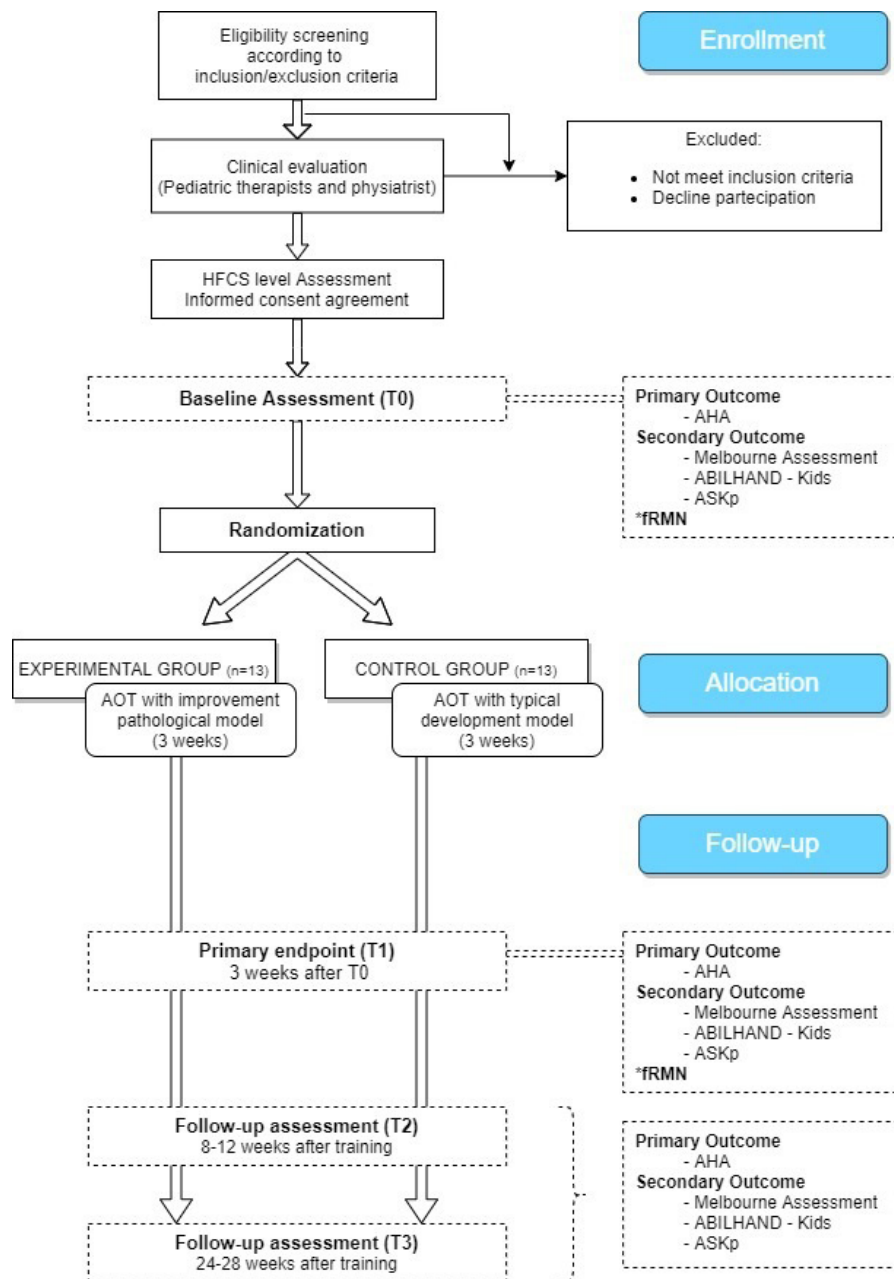 Eligibility screening
according to
inclusion/exclusion criteria
Enrollment
Clinical evaluation
(Pediatric therapists and physiatrist)
Excluded:
• Not meet inclusion criteria
• Decline partecipation
HFCS level Assessment
Informed consent agreement
Baseline Assessment (T0)
Primary Outcome
- AHA
Secondary Outcome
- Melbourne Assessment
- ABILHAND - Kids
- ASKp
*fRMN
Randomization
EXPERIMENTAL GROUP (n=13)
AOT with improvement
pathological model
(3 weeks)
CONTROL GROUP (n=13)
AOT with typical
development model
(3 weeks)
Allocation
Follow-up
Primary endpoint (T1)
3 weeks after T0
Primary Outcome
- AHA
Secondary Outcome
- Melbourne Assessment
- ABILHAND - Kids
- ASKp
*fRMN
Follow-up assessment (T2)
8-12 weeks after training
Follow-up assessment (T3)
24-28 weeks after training
Primary Outcome
- AHA
Secondary Outcome
- Melbourne Assessment
- ABILHAND - Kids
- ASKp